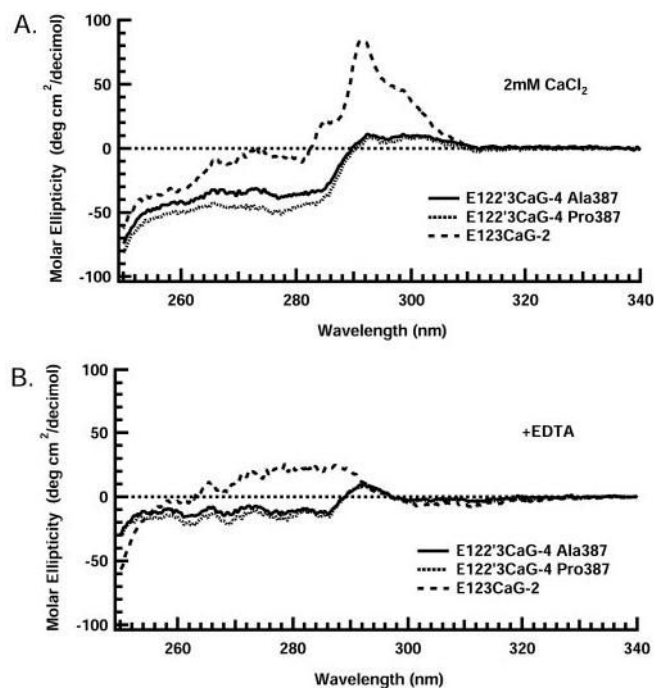 A.
100
50
0
-50
-100
Molar Ellipticity (deg cm²/decimol)
2mM CaCl₂
E122'3CaG-4 Ala387
E122'3CaG-4 Pro387
E123CaG-2
260 280 300 320 340
Wavelength (nm)
B.
100
50
0
-50
-100
Molar Ellipticity (deg cm²/decimol)
+EDTA
E122'3CaG-4 Ala387
E122'3CaG-4 Pro387
E123CaG-2
260 280 300 320 340
Wavelength (nm)